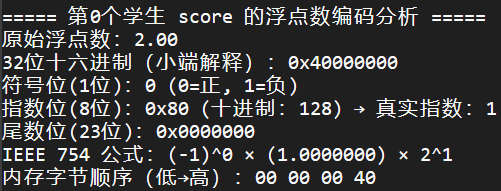 ===== 第0个学生 score 的浮点数编码分析 =====
原始浮点数: 2.00
32位十六进制 (小端解释) : 0x40000000
符号位(1位): 0 (0=正, 1=负)
指数位(8位): 0x80 (十进制: 128) → 真实指数: 1
尾数位(23位): 0x0000000
IEEE 754 公式: (-1)^0 × (1.0000000) × 2^1
内存字节顺序 (低→高) : 00 00 00 40